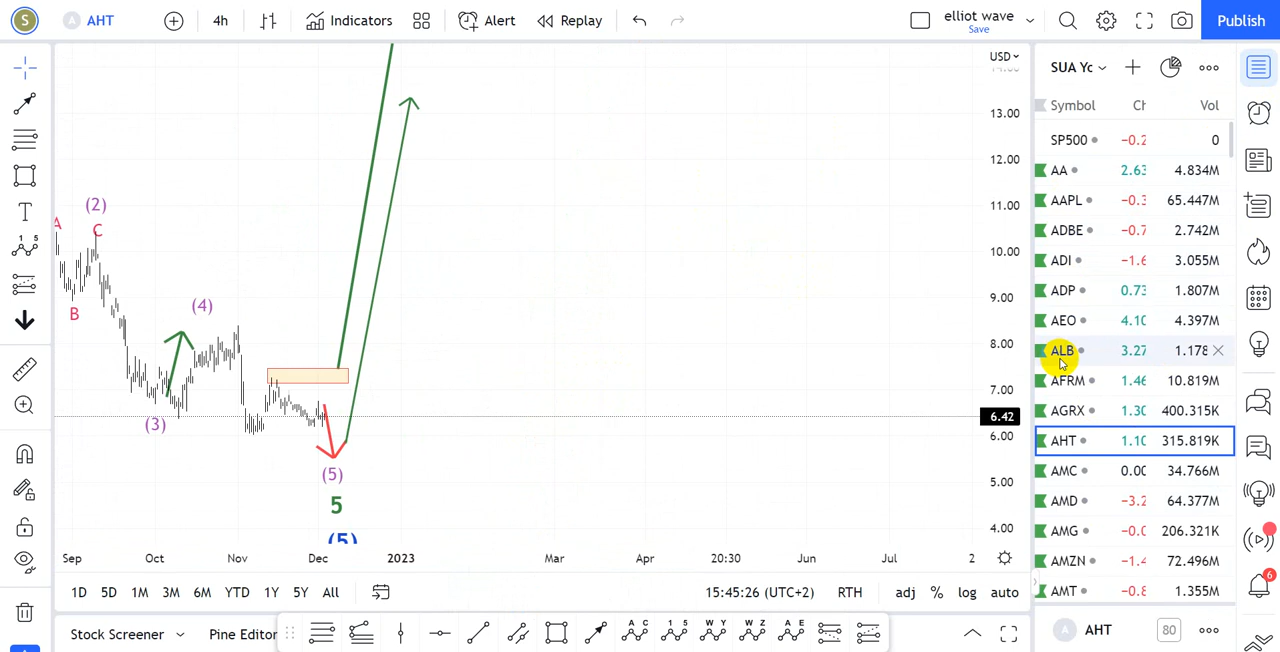 S A AHT 4h Indicators Alert Replay elliot wave Save Publish
USD SUA Yc
Symbol Ch Vol
SP500 −0.2 0
AA 2.63 4.834M
AAPL −0.3 65.447M
ADBE −0.7 2.742M
ADI −1.6 3.055M
ADP 0.73 1.807M
AEO 4.10 4.397M
ALB 3.27 1.178
AFRM 1.46 10.819M
AGRX 1.30 400.315K
AHT 1.10 315.819K
AMC 0.00 34.766M
AMD −3.2 64.377M
AMG −0.0 206.321K
AMZN −1.4 72.496M
AMT −0.8 1.355M
14.00
13.00
12.00
11.00
10.00
9.00
8.00
7.00
6.42
6.00
5.00
4.00
A (2)
C
B
(3)
(4)
(5)
5
(5)
Sep Oct Nov Dec 2023 Mar Apr 20:30 Jun Jul 2
1D 5D 1M 3M 6M YTD 1Y 5Y All 15:45:26 (UTC+2) RTH adj % log auto
Stock Screener Pine Editor
A C 1 5 W Y W Z A E
A AHT 80
1 5
T
6